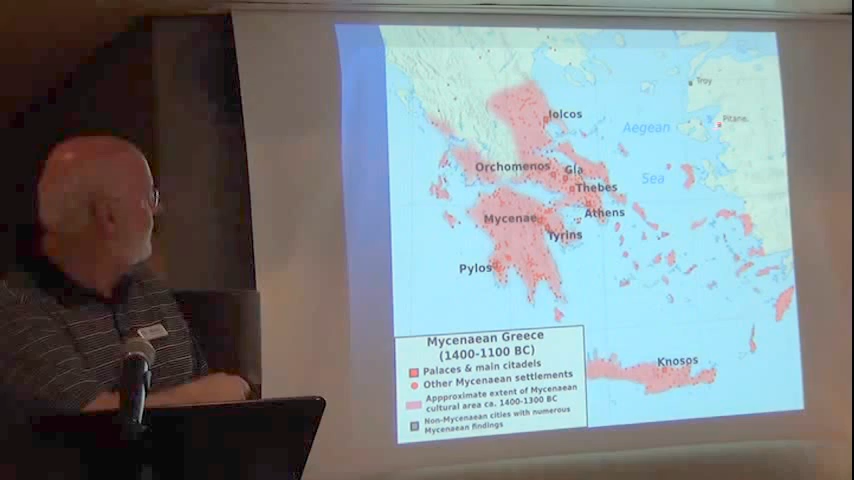 Troy
Pitane.
Iolcos
Aegean
Sea
Orchomenos
Gla
Thebes
Athens
Mycenae
Tyrins
Pylos
Knosos
Mycenaean Greece
(1400-1100 BC)
Palaces & main citadels
Other Mycenaean settlements
Appproximate extent of Mycenaean
cultural area ca. 1400-1300 BC
Non-Mycenaean cities with numerous
Mycenaean findings